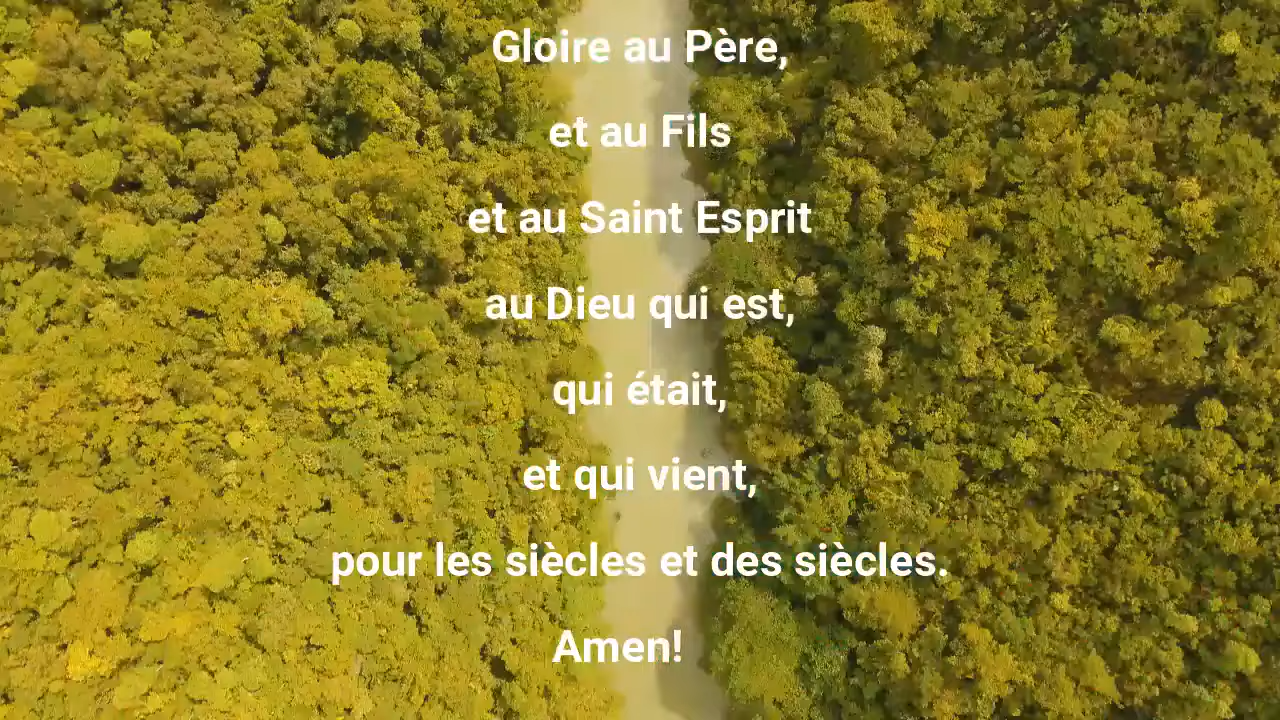 Gloire au Père,
et au Fils
et au Saint Esprit
au Dieu qui est,
qui était,
et qui vient,
pour les siècles et des siècles.
Amen!